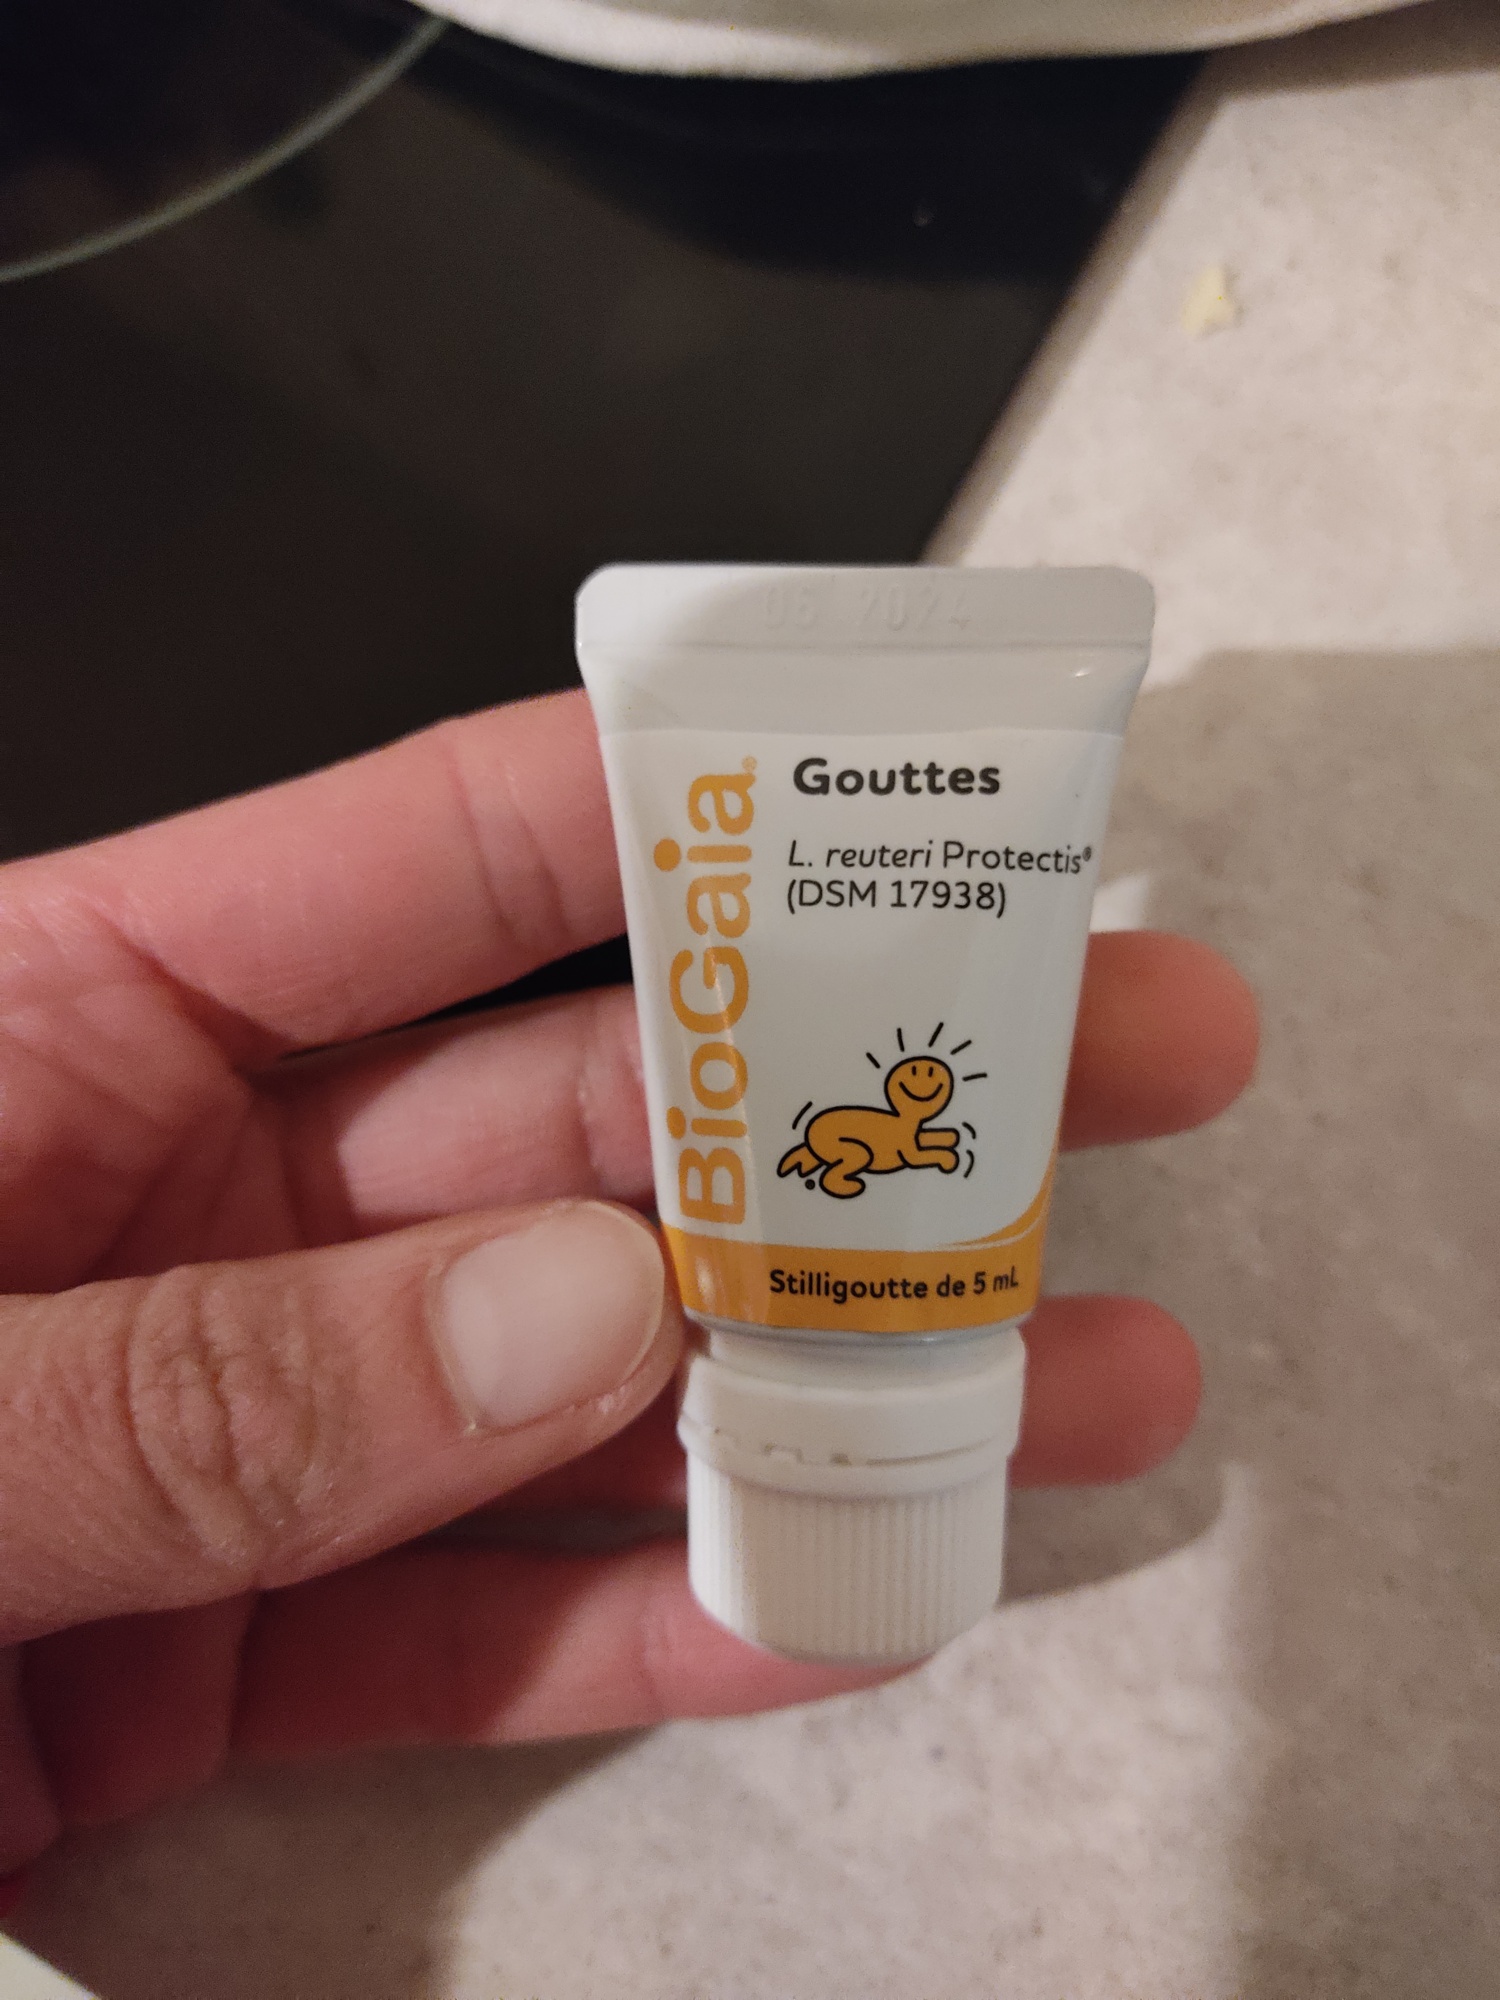 06 2024
BioGaia®
Gouttes
L. reuteri Protectis®
(DSM 17938)
Stilligoutte de 5 mL